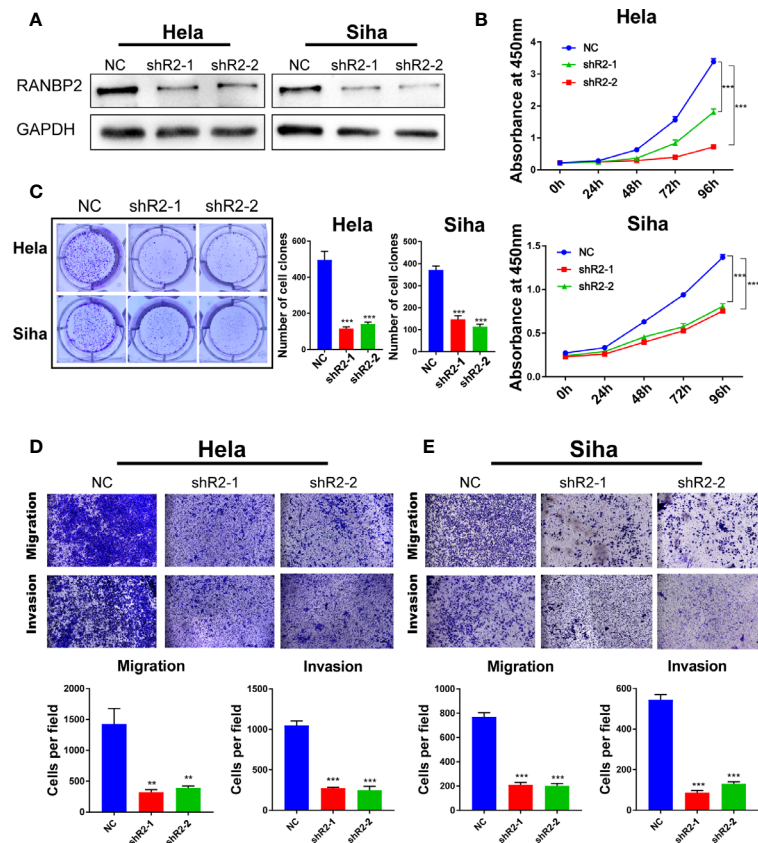 A
Hela
Siha
NC shR2-1 shR2-2 NC shR2-1 shR2-2
RANBP2
GAPDH
B
Hela
Absorbance at 450nm
4
3
2
1
0
0h 24h 48h 72h 96h
NC
shR2-1
shR2-2
***
***
Siha
Absorbance at 450nm
1.5
1.0
0.5
0.0
0h 24h 48h 72h 96h
NC
shR2-1
shR2-2
***
***
C
NC shR2-1 shR2-2
Hela
Siha
Hela
Number of cell clones
600
500
400
300
200
100
0
*** ***
NC shR2-1 shR2-2
Siha
Number of cell clones
500
400
300
200
100
0
*** ***
NC shR2-1 shR2-2
D
Hela
NC shR2-1 shR2-2
Migration
Invasion
Migration
Cells per field
2000
1500
1000
500
0
** **
NC shR2-1 shR2-2
Invasion
1500
1000
500
0
*** ***
NC shR2-1 shR2-2
E
Siha
NC shR2-1 shR2-2
Migration
Invasion
Migration
Cells per field
1000
800
600
400
200
0
*** ***
NC shR2-1 shR2-2
Invasion
600
400
200
0
*** ***
NC shR2-1 shR2-2